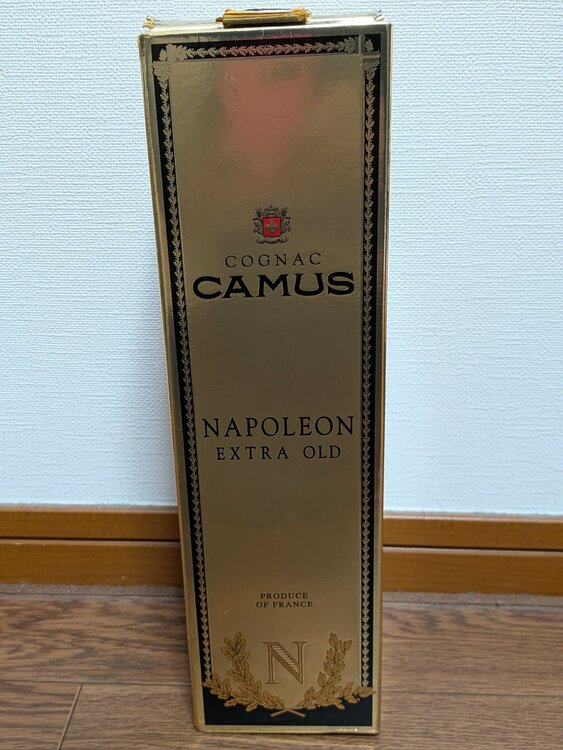 COGNAC
CAMUS
NAPOLEON
EXTRA OLD
PRODUCE
OF FRANCE
N